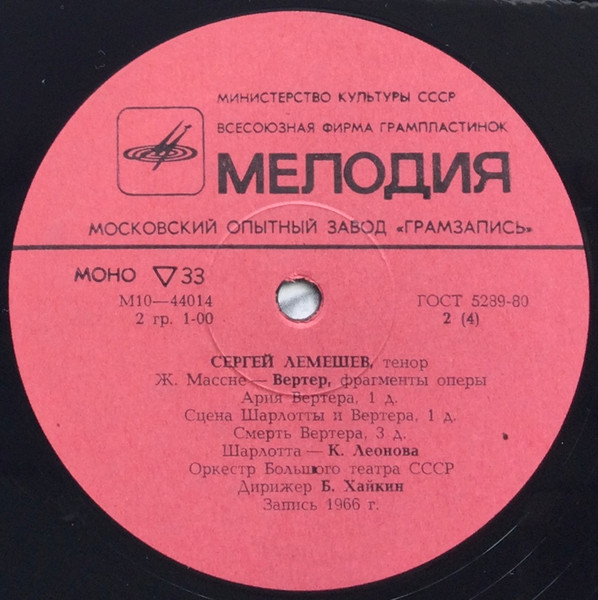 МИНИСТЕРСТВО КУЛЬТУРЫ СССР
ВСЕСОЮЗНАЯ ФИРМА ГРАМПЛАСТИНОК
МЕЛОДИЯ
МОСКОВСКИЙ ОПЫТНЫЙ ЗАВОД «ГРАМЗАПИСЬ»
МОНО ▽33
М10—44014 ГОСТ 5289-80
2 гр. 1-00 2 (4)
СЕРГЕЙ ЛЕМЕШЕВ, тенор
Ж. Массне — Вертер, фрагменты оперы
Ария Вертера, 1 д.
Сцена Шарлотты и Вертера, 1 д.
Смерть Вертера, 3 д.
Шарлотта — К. Леонова
Оркестр Большого театра СССР
Дирижер Б. Хайкин
Запись 1966 г.